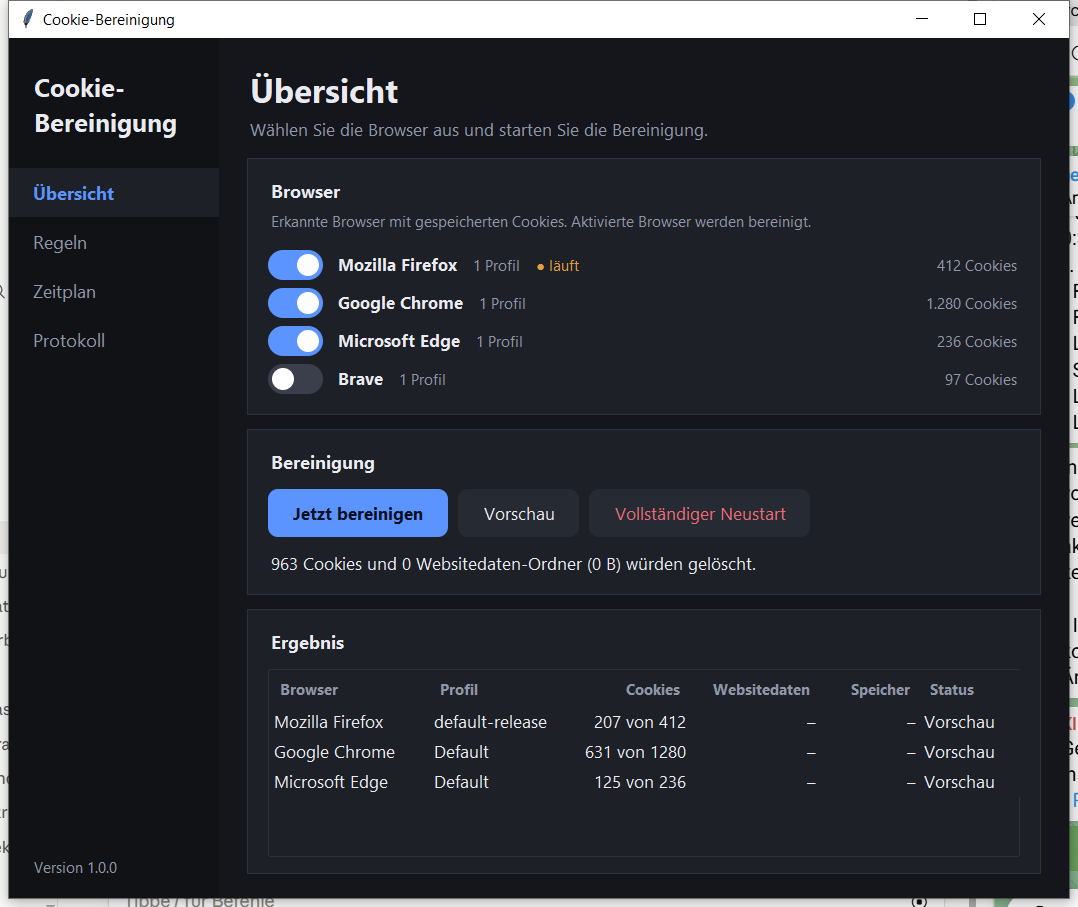 Cookie-Bereinigung
Cookie-
Bereinigung
Übersicht
Regeln
Zeitplan
Protokoll
Version 1.0.0
Übersicht
Wählen Sie die Browser aus und starten Sie die Bereinigung.
Browser
Erkannte Browser mit gespeicherten Cookies. Aktivierte Browser werden bereinigt.
Mozilla Firefox 1 Profil ● läuft 412 Cookies
Google Chrome 1 Profil 1.280 Cookies
Microsoft Edge 1 Profil 236 Cookies
Brave 1 Profil 97 Cookies
Bereinigung
Jetzt bereinigen Vorschau Vollständiger Neustart
963 Cookies und 0 Websitedaten-Ordner (0 B) würden gelöscht.
Ergebnis
Browser Profil Cookies Websitedaten Speicher Status
Mozilla Firefox default-release 207 von 412 – – Vorschau
Google Chrome Default 631 von 1280 – – Vorschau
Microsoft Edge Default 125 von 236 – – Vorschau
Tippe / für Befehle